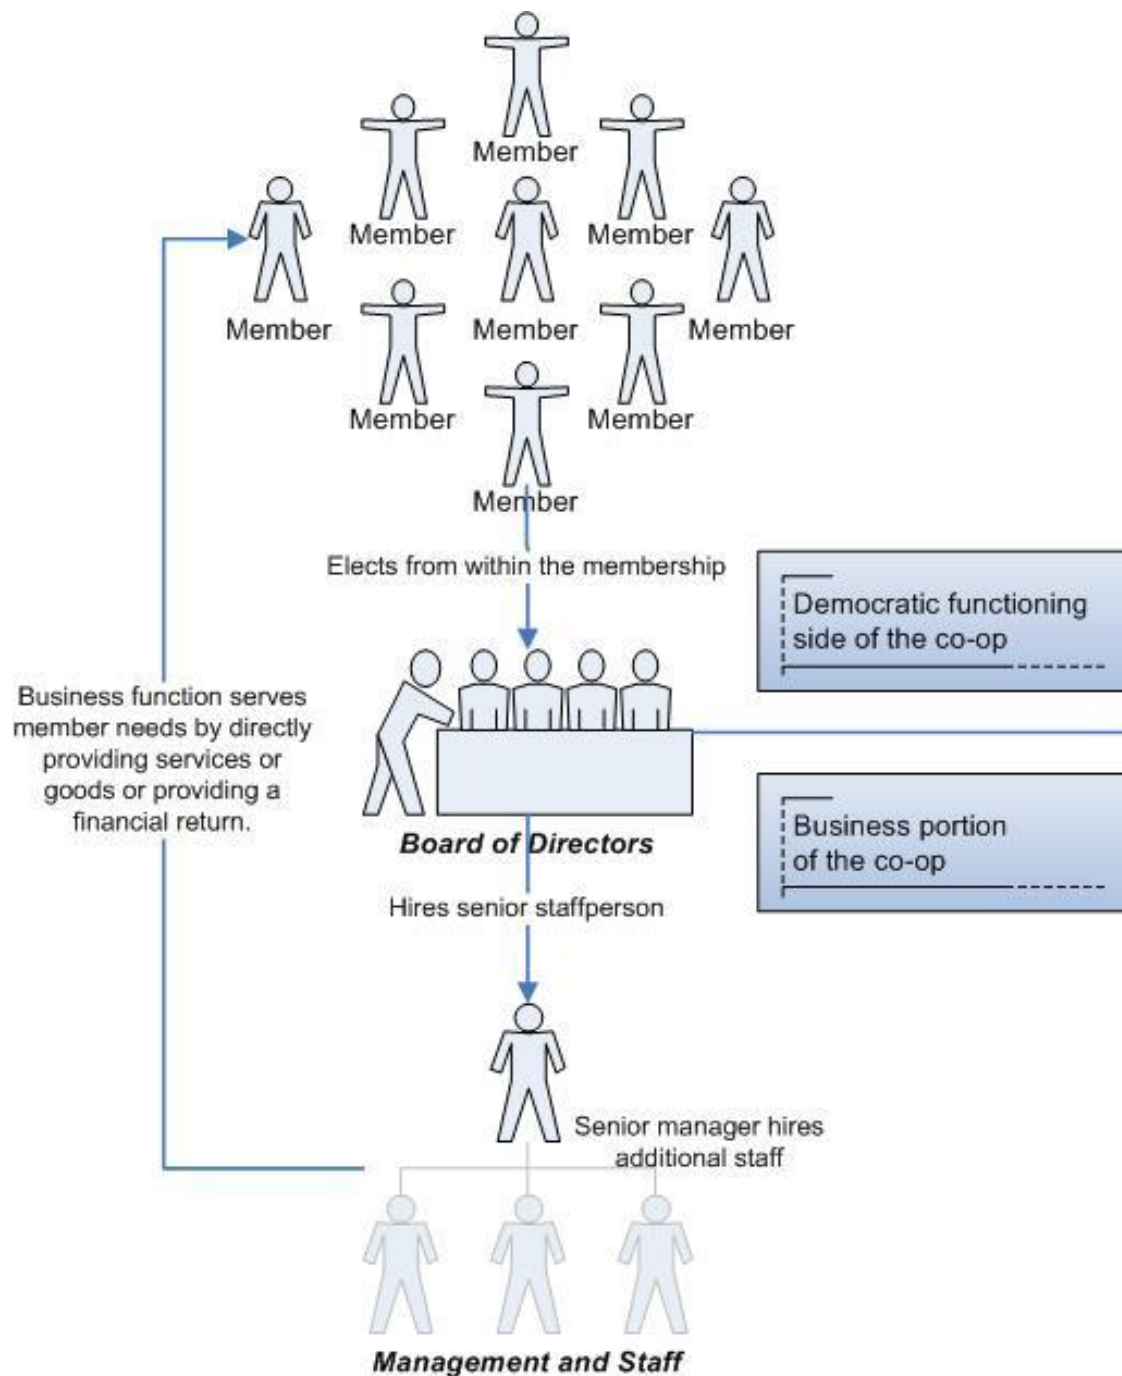 Member
Member
Member
Member
Member
Member
Member
Member
Member
Elects from within the membership
Democratic functioning
side of the co-op
Business function serves
member needs by directly
providing services or
goods or providing a
financial return.
Business portion
of the co-op
Board of Directors
Hires senior staffperson
Senior manager hires
additional staff
Management and Staff